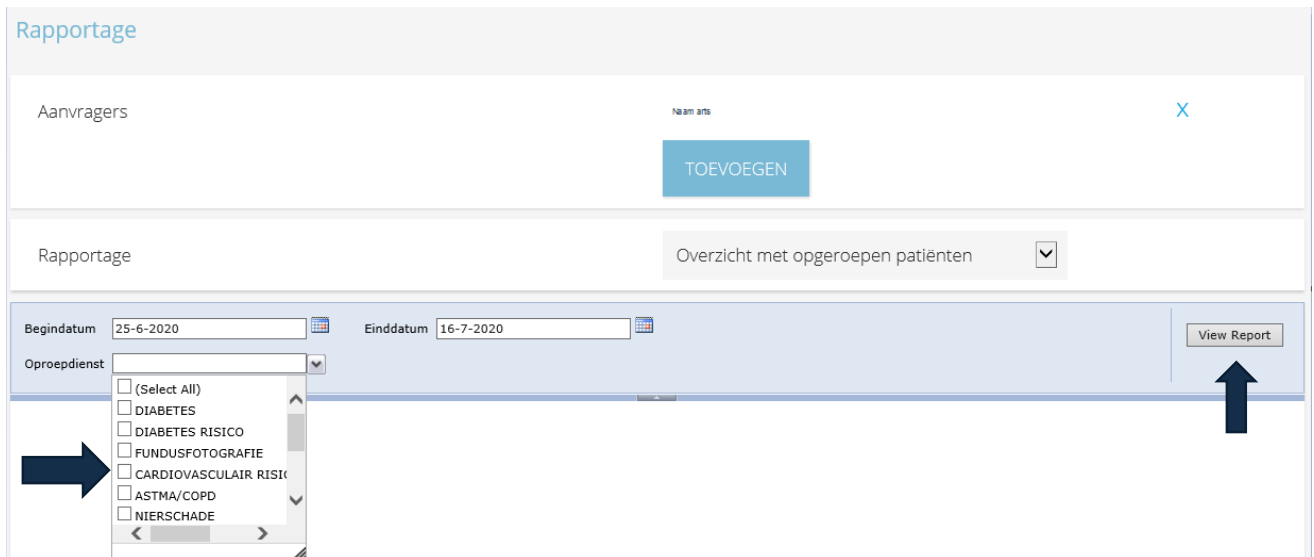 Rapportage
Aanvragers
Naam arts
X
TOEVOEGEN
Rapportage
Overzicht met opgeroepen patiënten
Begindatum 25-6-2020 Einddatum 16-7-2020
View Report
Oproepdienst
(Select All)
DIABETES
DIABETES RISICO
FUNDUSFOTOGRAFIE
CARDIOVASCULAIR RISIC
ASTMA/COPD
NIERSCHADE